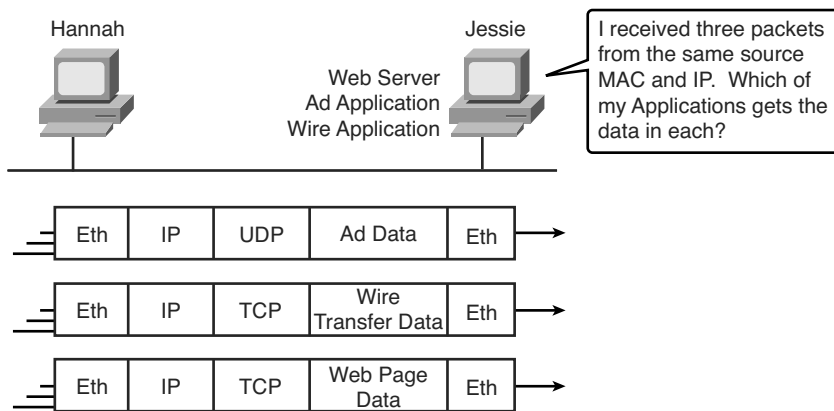 Hannah
Jessie
Web Server
Ad Application
Wire Application
I received three packets
from the same source
MAC and IP.  Which of
my Applications gets the
data in each?
Eth IP UDP Ad Data Eth
Eth IP TCP Wire
Transfer Data Eth
Eth IP TCP Web Page
Data Eth